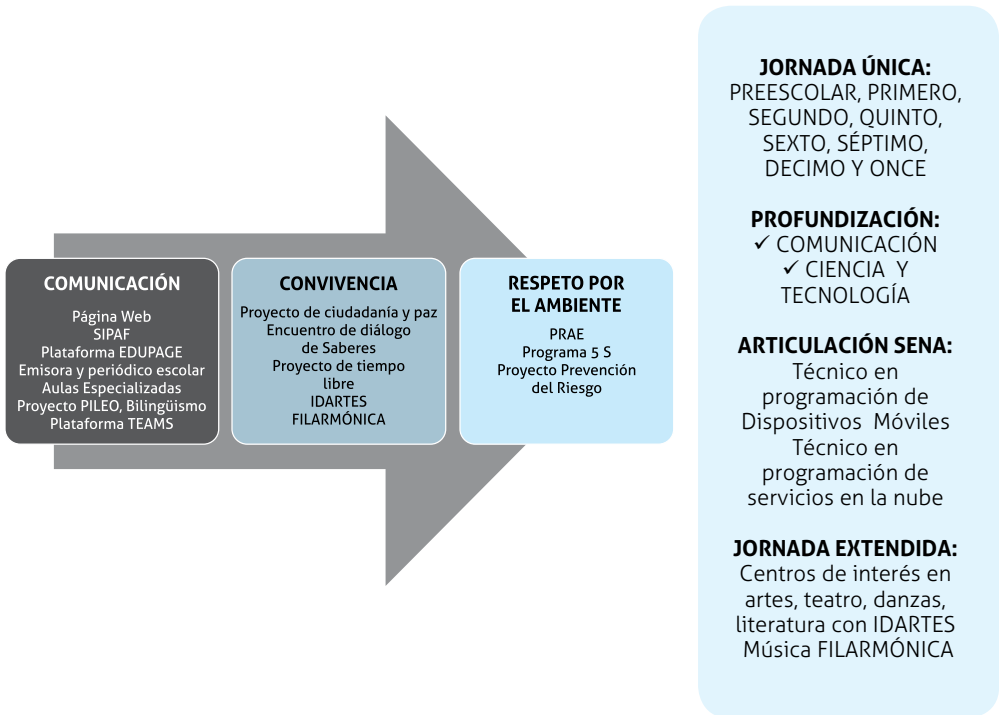 COMUNICACIÓN
Página Web
SIPAF
Plataforma EDUPAGE
Emisora y periódico escolar
Aulas Especializadas
Proyecto PILEO, Bilingüismo
Plataforma TEAMS
CONVIVENCIA
Proyecto de ciudadanía y paz
Encuentro de diálogo
de Saberes
Proyecto de tiempo
libre
IDARTES
FILARMÓNICA
RESPETO POR
EL AMBIENTE
PRAE
Programa 5 S
Proyecto Prevención
del Riesgo
JORNADA ÚNICA:
PREESCOLAR, PRIMERO,
SEGUNDO, QUINTO,
SEXTO, SÉPTIMO,
DECIMO Y ONCE
PROFUNDIZACIÓN:
✓ COMUNICACIÓN
✓ CIENCIA Y
TECNOLOGÍA
ARTICULACIÓN SENA:
Técnico en
programación de
Dispositivos Móviles
Técnico en
programación de
servicios en la nube
JORNADA EXTENDIDA:
Centros de interés en
artes, teatro, danzas,
literatura con IDARTES
Música FILARMÓNICA